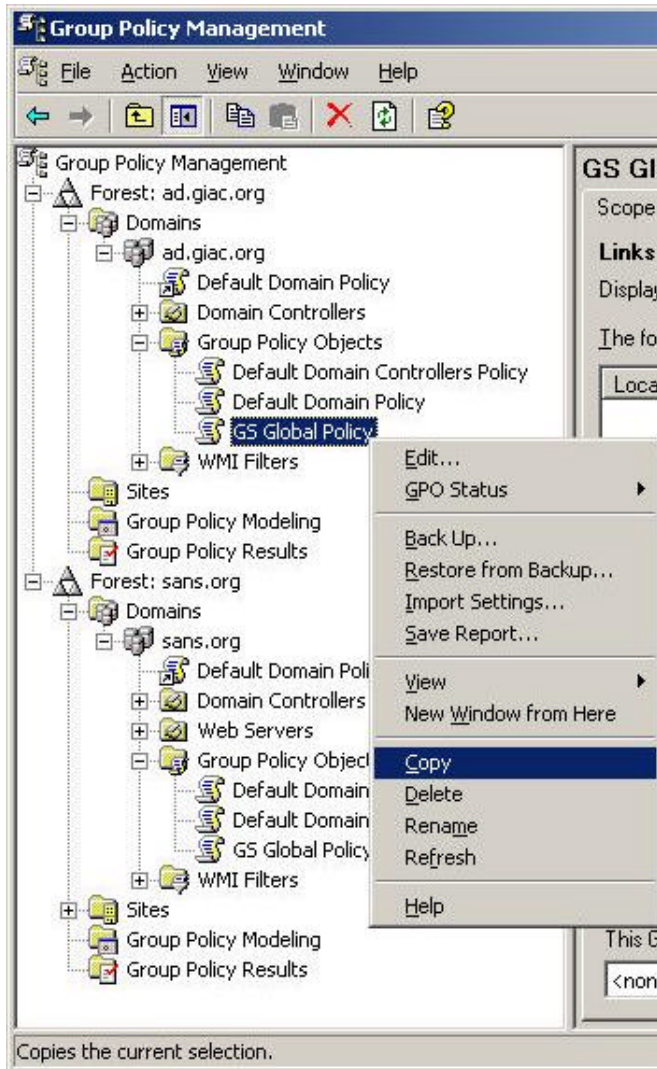 Group Policy Management
File Action View Window Help
Group Policy Management
Forest: ad.giac.org
Domains
ad.giac.org
Default Domain Policy
Domain Controllers
Group Policy Objects
Default Domain Controllers Policy
Default Domain Policy
GS Global Policy
WMI Filters
Sites
Group Policy Modeling
Group Policy Results
Forest: sans.org
Domains
sans.org
Default Domain Poli
Domain Controllers
Web Servers
Group Policy Object
Default Domain
Default Domain
GS Global Policy
WMI Filters
Sites
Group Policy Modeling
Group Policy Results
Edit...
GPO Status
Back Up...
Restore from Backup...
Import Settings...
Save Report...
View
New Window from Here
Copy
Delete
Rename
Refresh
Help
GS Gl
Scope
Links
Display
The fo
Loca
This G
<non
Copies the current selection.